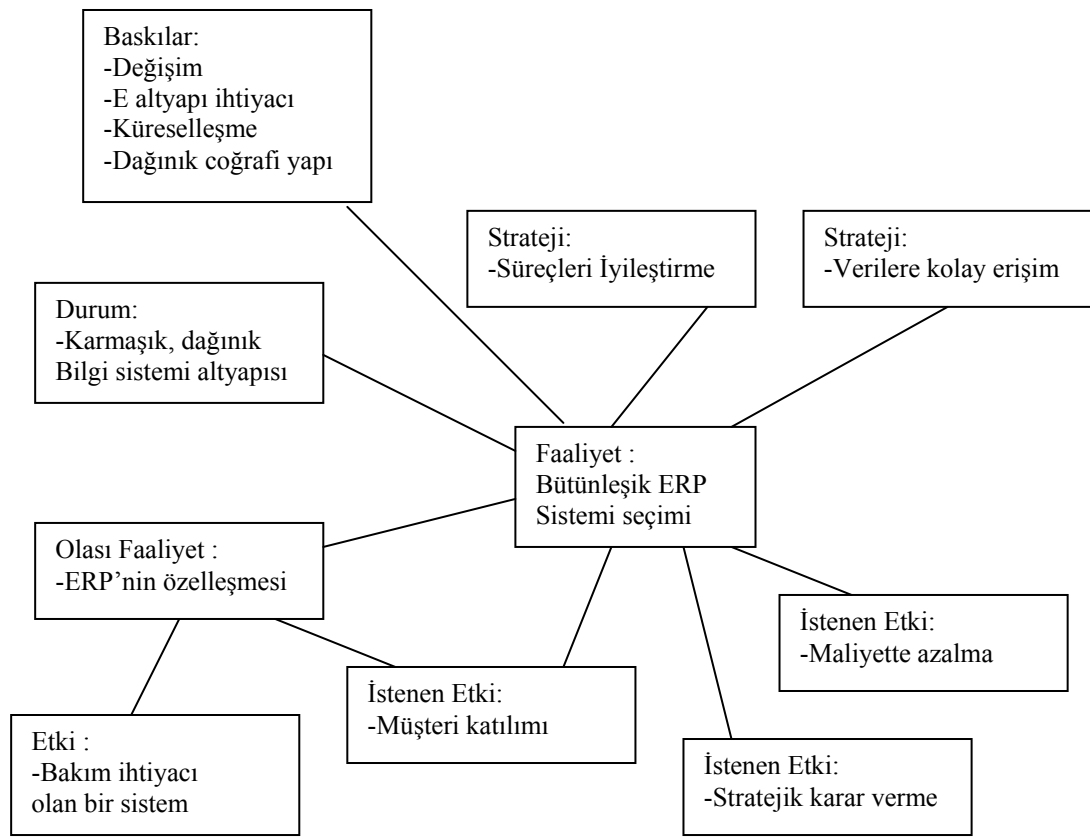 Baskılar:
-Değişim
-E altyapı ihtiyacı
-Küreselleşme
-Dağınık coğrafi yapı
Strateji:
-Süreçleri İyileştirme
Strateji:
-Verilere kolay erişim
Durum:
-Karmaşık, dağınık
Bilgi sistemi altyapısı
Faaliyet :
Bütünleşik ERP
Sistemi seçimi
Olası Faaliyet :
-ERP’nin özelleşmesi
İstenen Etki:
-Maliyette azalma
İstenen Etki:
-Müşteri katılımı
Etki :
-Bakım ihtiyacı
olan bir sistem
İstenen Etki:
-Stratejik karar verme